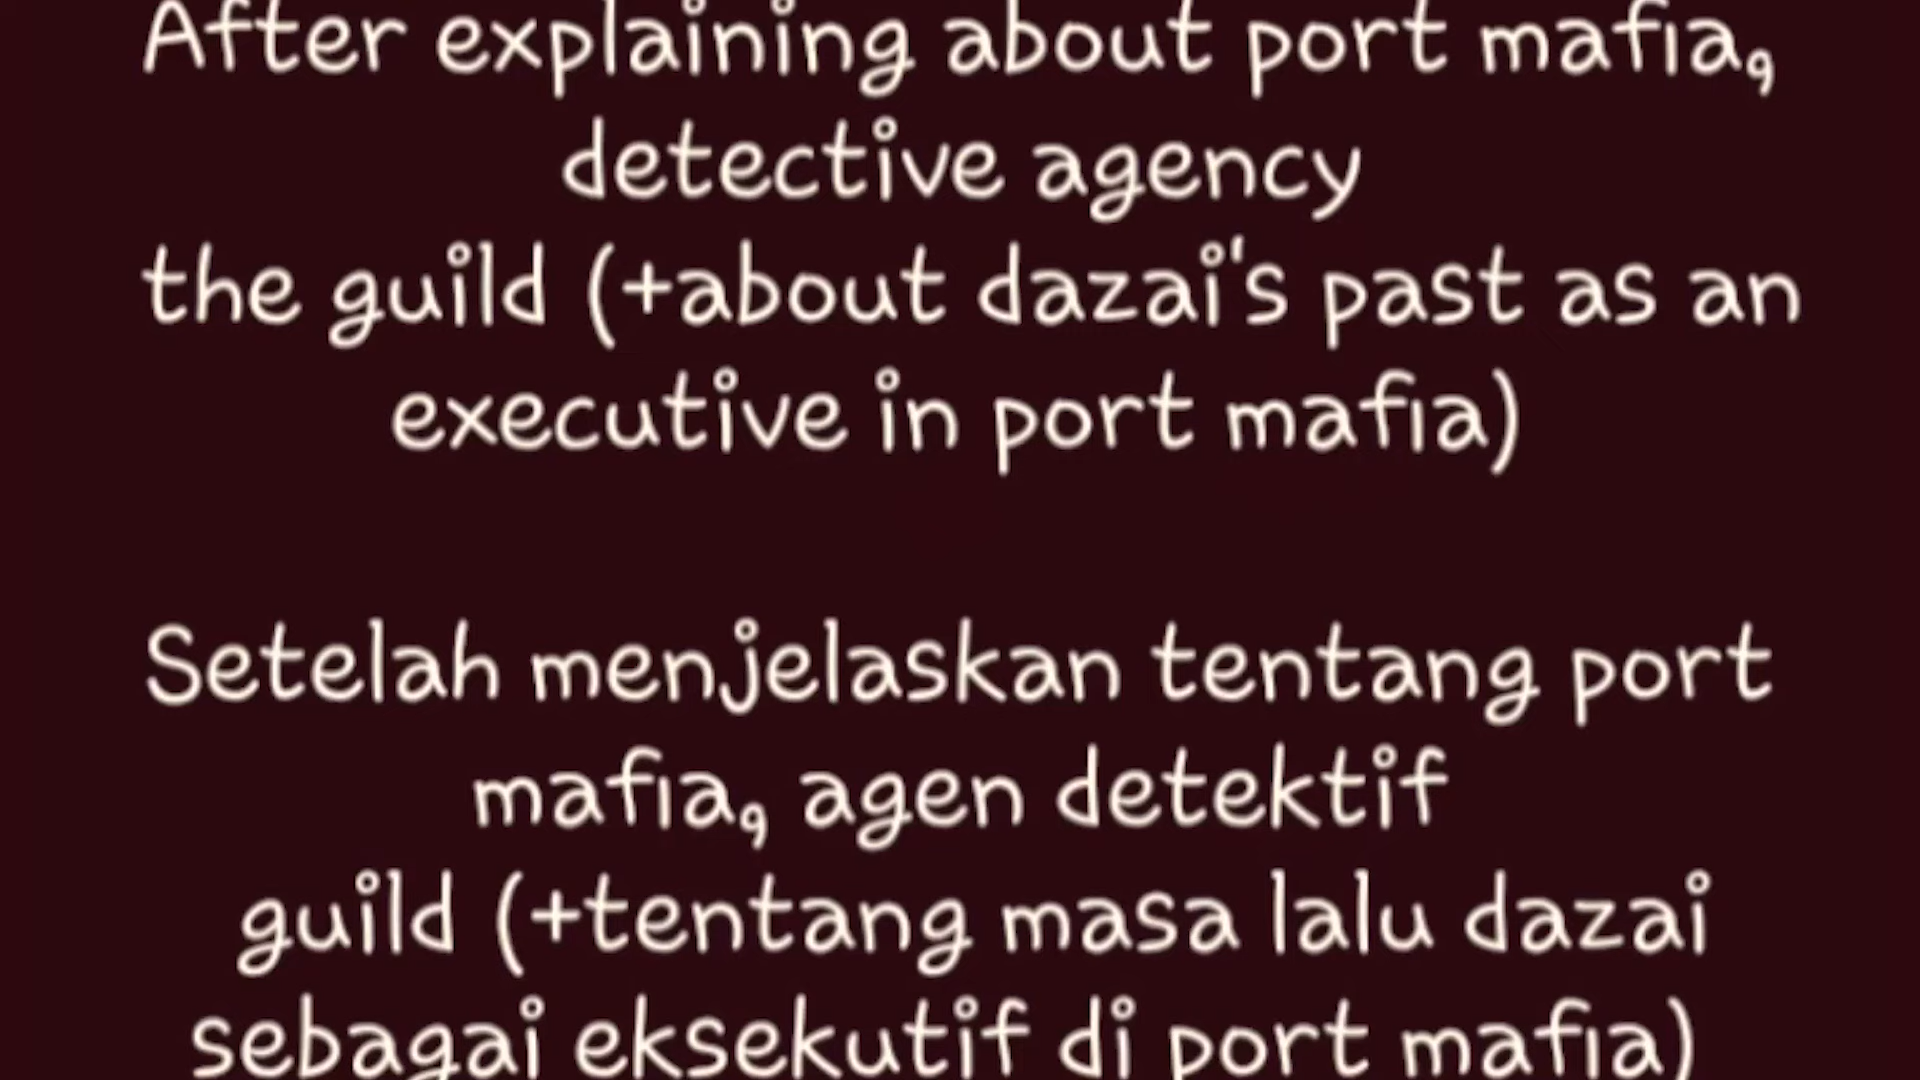 After explaining about port mafia,
detective agency
the guild (+about dazai's past as an
executive in port mafia)
Setelah menjelaskan tentang port
mafia, agen detektif
guild (+tentang masa lalu dazai
sebagai eksekutif di port mafia)